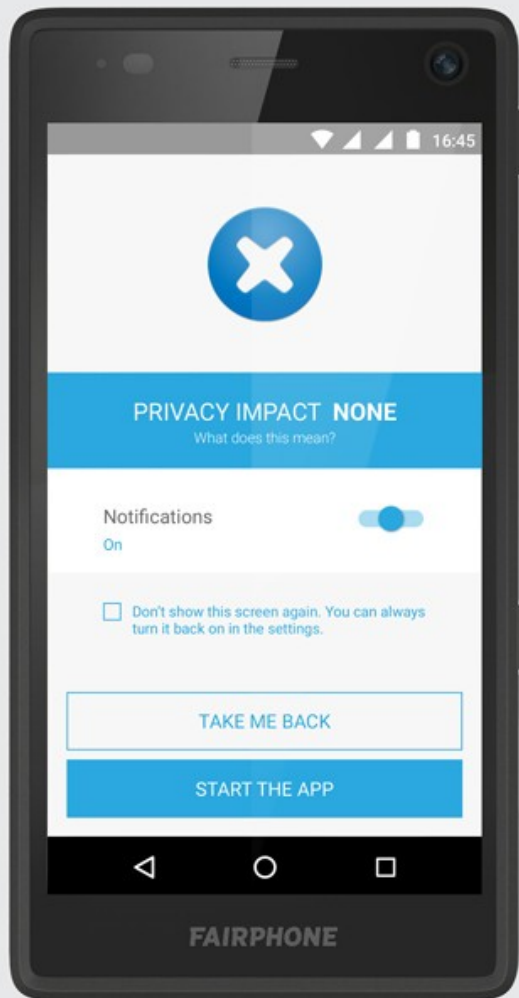 16:45
PRIVACY IMPACT NONE
What does this mean?
Notifications
On
Don't show this screen again. You can always
turn it back on in the settings.
TAKE ME BACK
START THE APP
FAIRPHONE